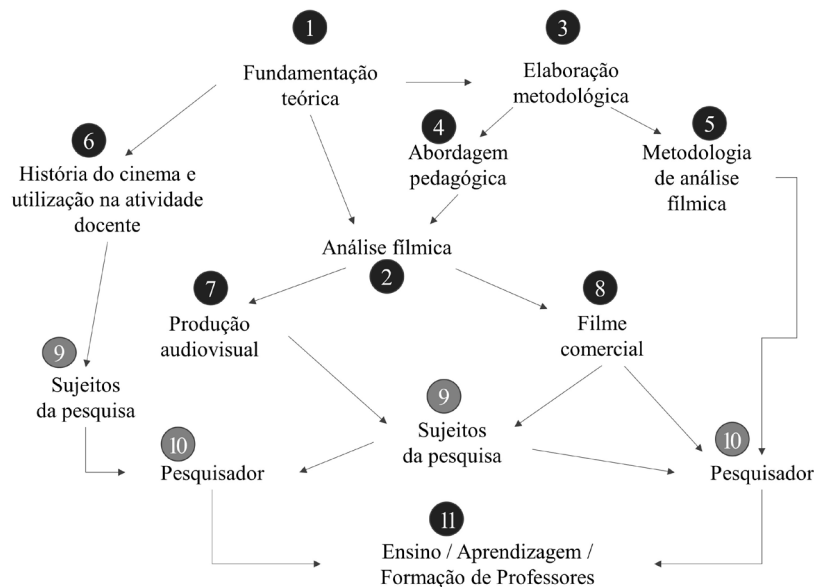 1
Fundamentação
teórica
3
Elaboração
metodológica
6
História do cinema e
utilização na atividade
docente
4
Abordagem
pedagógica
5
Metodologia
de análise
fílmica
Análise fílmica
2
7
Produção
audiovisual
8
Filme
comercial
9
Sujeitos
da pesquisa
9
Sujeitos
da pesquisa
10
Pesquisador
10
Pesquisador
11
Ensino / Aprendizagem /
Formação de Professores